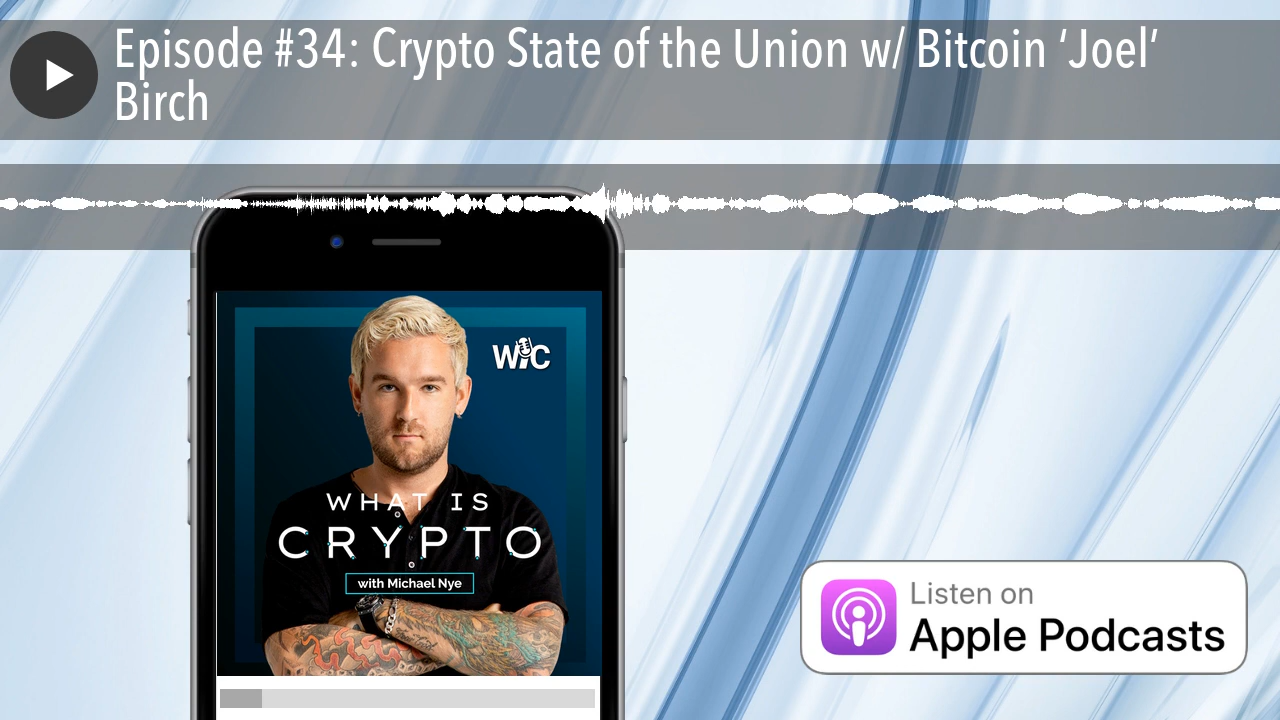 Episode #34: Crypto State of the Union w/ Bitcoin ‘Joel’
Birch
WiC
WHAT IS
CRYPTO
with Michael Nye
Listen on
Apple Podcasts